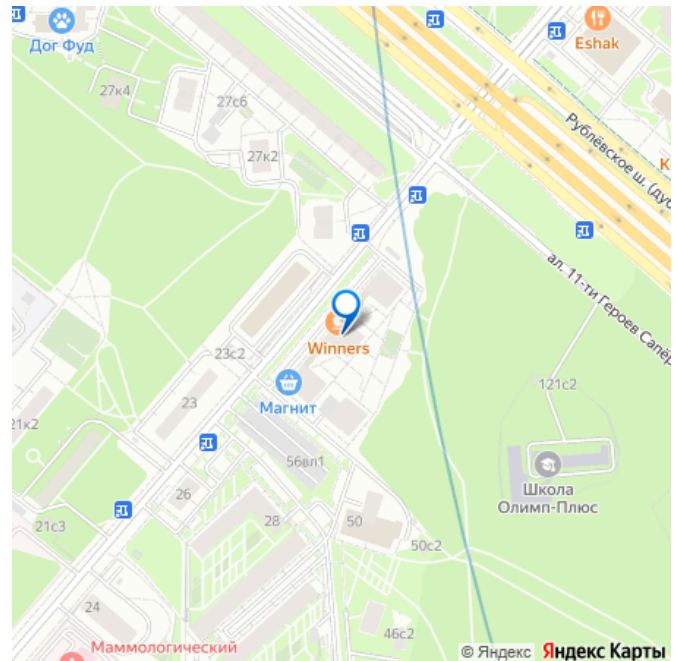 Дог Фуд
Eshak
27к4
27с6
27к2
Рублёвское ш. (дуб
К
ал. 11-ти Героев Сапёр
Winners
23с2
Магнит
121с2
23
21к2
56вл1
Школа
Олимп-Плюс
26
28
50
21с3
50с2
24
46с2
Маммологический
© Яндекс Яндекс Карты